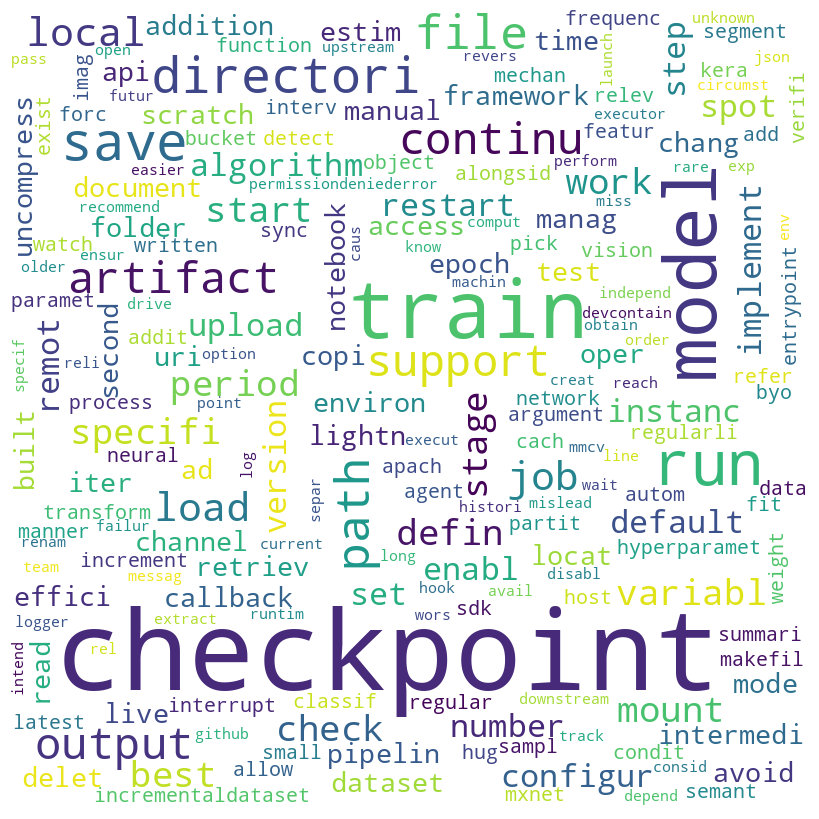 local addition estim file frequenc unknown segment
pass open function upstream revers time launch step json
imag api directori mechan kera circumst
futur framework relev spot verifi
uncompress exist forc scratch interv manual executor
save bucket detect continu featur chang add
easier algorithm object perform rare exp
document permissiondeniederror alongsid work miss model
recommend start restart
folder sync notebook access comput manag env
watch written caus know pick vision implement
older ensur epoch test
artifact train machin independ entrypoint
paramet drive devcontain
remot second addit upload obtain order
specif reli uri option copi support oper refer
period creat reach byo
process point environ network instanc
built specifi version lightn stage argument regularli
neural log path execut cach mmcv line run
iter ad apach job wait autom data
transform load agent histori mislead fit
manner failur separ defin partit default
renam channel current long locat hyperparamet
team increment retriev enabl disabl weight
messag hook avail
effici callback set sdk host variabl
logger extract runtim wors
intend read rel checkpoint summari
makefil
latest live interrupt classif regular downstream mode
output github check number mount
small hug sampl track intermedi
delet best allow pipelin condit consid avoid
incrementaldataset dataset configur mxnet depend semant